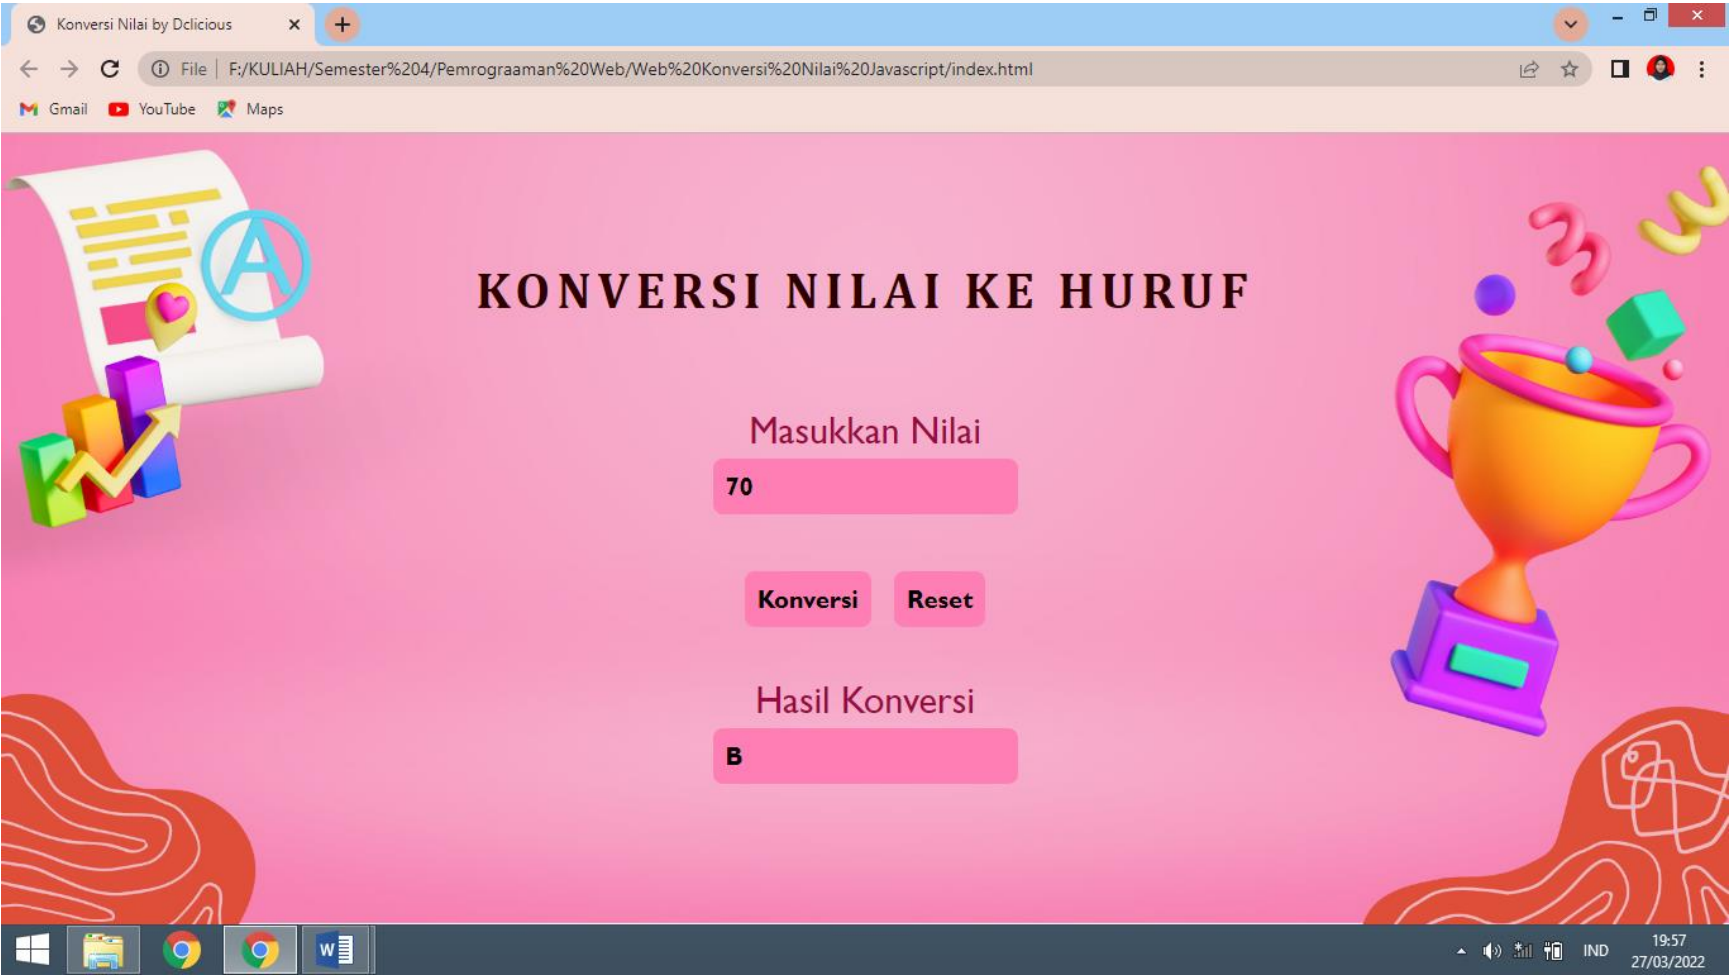 Konversi Nilai by Dclicious
File F:/KULIAH/Semester%204/Pemrograaman%20Web/Web%20Konversi%20Nilai%20Javascript/index.html
Gmail YouTube Maps
A
KONVERSI NILAI KE HURUF
Masukkan Nilai
70
Konversi Reset
Hasil Konversi
B
W IND 19:57
27/03/2022